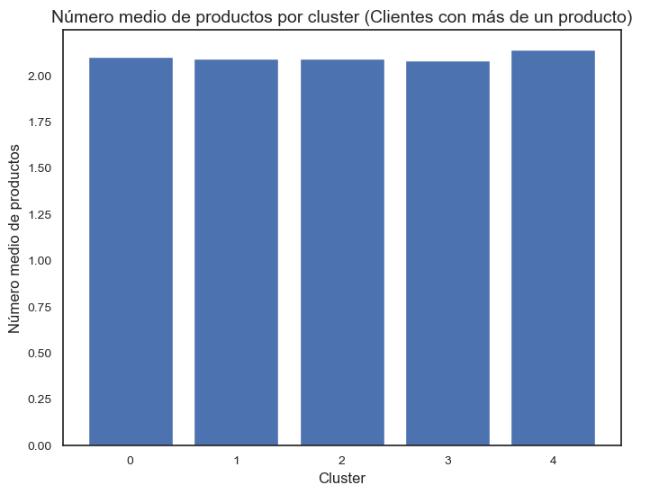 Número medio de productos por cluster (Clientes con más de un producto)
Número medio de productos
2.00
1.75
1.50
1.25
1.00
0.75
0.50
0.25
0.00
0 1 2 3 4
Cluster